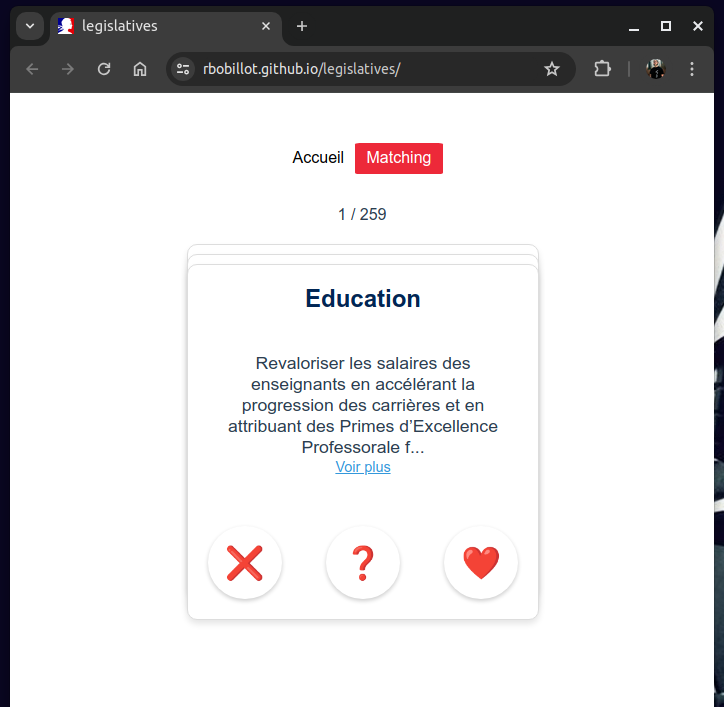 legislatives
rbobillot.github.io/legislatives/
Accueil Matching
1 / 259
Education
Revaloriser les salaires des
enseignants en accélérant la
progression des carrières et en
attribuant des Primes d’Excellence
Professorale f...
Voir plus